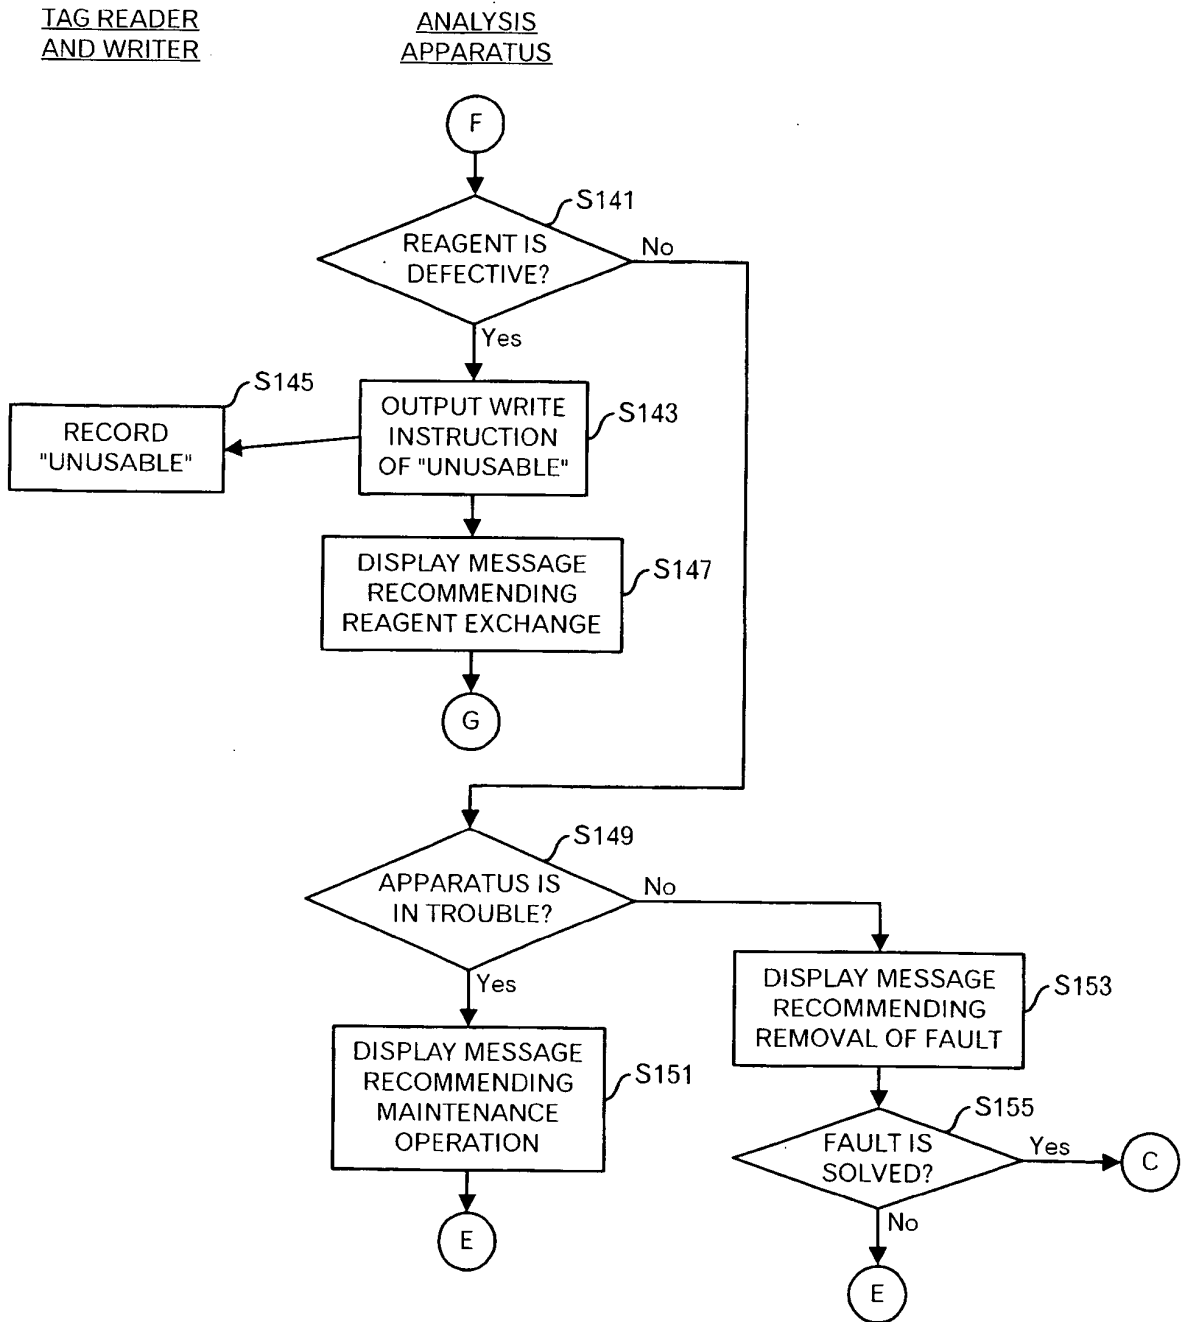 TAG READER
AND WRITER
ANALYSIS
APPARATUS
F
S141
REAGENT IS
DEFECTIVE?
No
Yes
S145
RECORD
"UNUSABLE"
OUTPUT WRITE
INSTRUCTION
OF "UNUSABLE"
S143
DISPLAY MESSAGE
RECOMMENDING
REAGENT EXCHANGE
S147
G
S149
APPARATUS IS
IN TROUBLE?
No
Yes
DISPLAY MESSAGE
RECOMMENDING
MAINTENANCE
OPERATION
S151
E
DISPLAY MESSAGE
RECOMMENDING
REMOVAL OF FAULT
S153
S155
FAULT IS
SOLVED?
Yes
C
No
E